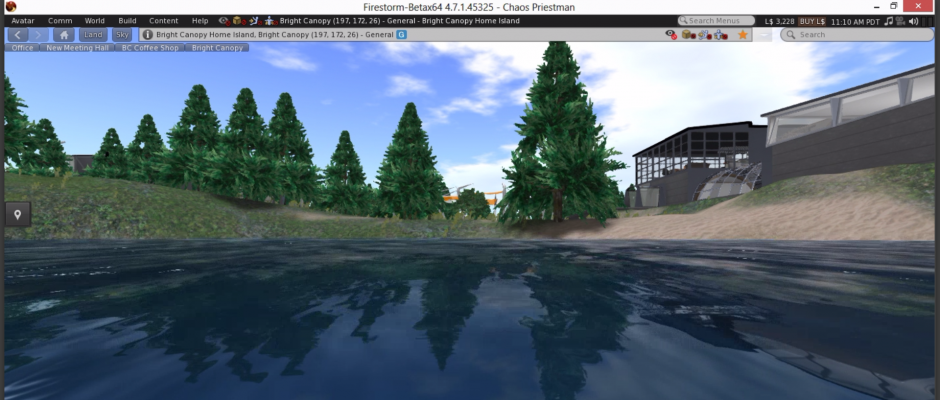 Firestorm-Betax64 4.7.1.45325 - Chaos Priestman
Avatar Comm World Build Content Help Bright Canopy (197, 172, 26) - General - Bright Canopy Home Island Search Menus L$ 3,228 BUY L$ 11:10 AM PDT
Land Sky Bright Canopy Home Island, Bright Canopy (197, 172, 26) - General G Search
Office New Meeting Hall BC Coffee Shop Bright Canopy